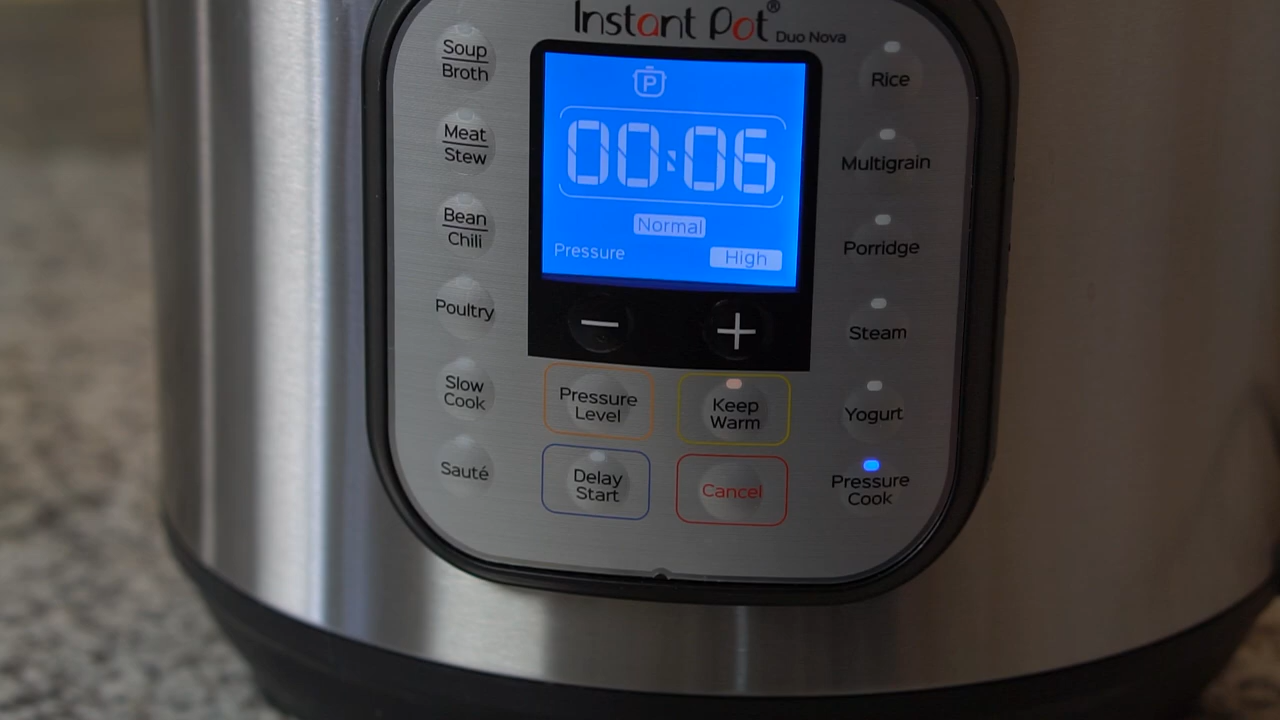 Instant Pot®
Duo Nova
Soup
Broth
Meat
Stew
Bean
Chili
Poultry
Slow
Cook
Sauté
P
00:06
Normal
Pressure
High
−
+
Pressure
Level
Keep
Warm
Delay
Start
Cancel
Rice
Multigrain
Porridge
Steam
Yogurt
Pressure
Cook